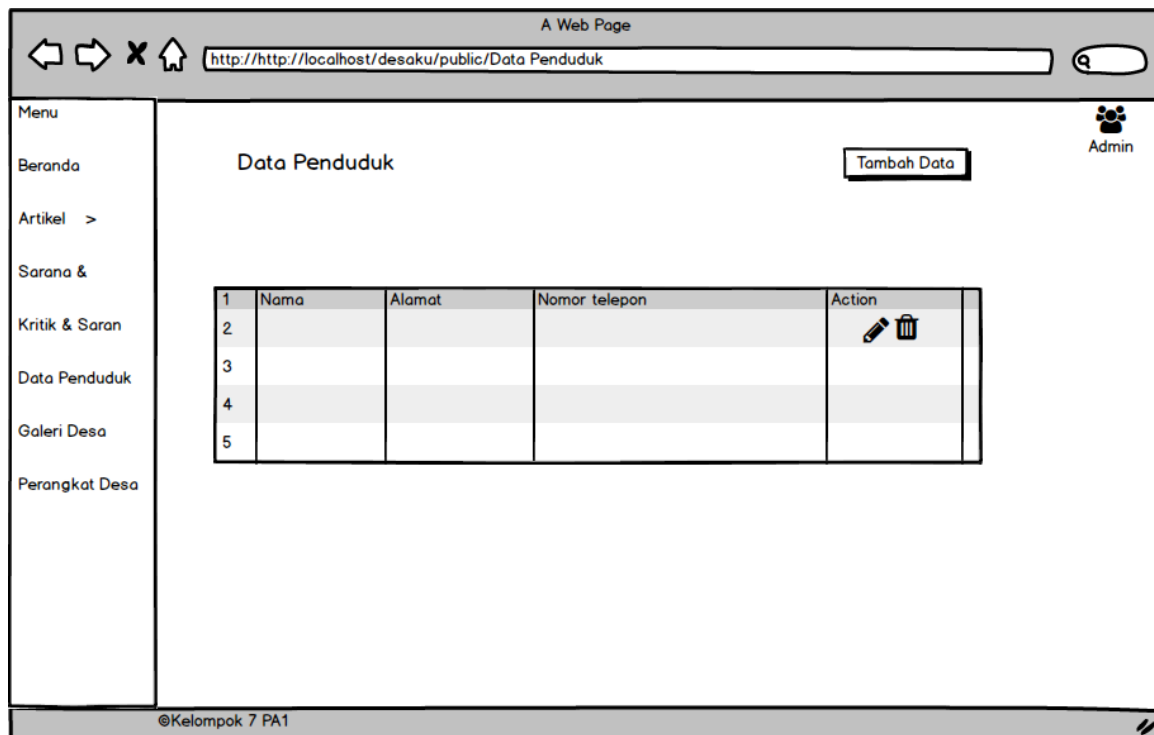 A Web Page
http://http://localhost/desaku/public/Data Penduduk
Menu
Beranda
Artikel >
Sarana &
Kritik & Saran
Data Penduduk
Galeri Desa
Perangkat Desa
Admin
Data Penduduk
Tambah Data
1 Nama Alamat Nomor telepon Action
2
3
4
5
©Kelompok 7 PA1